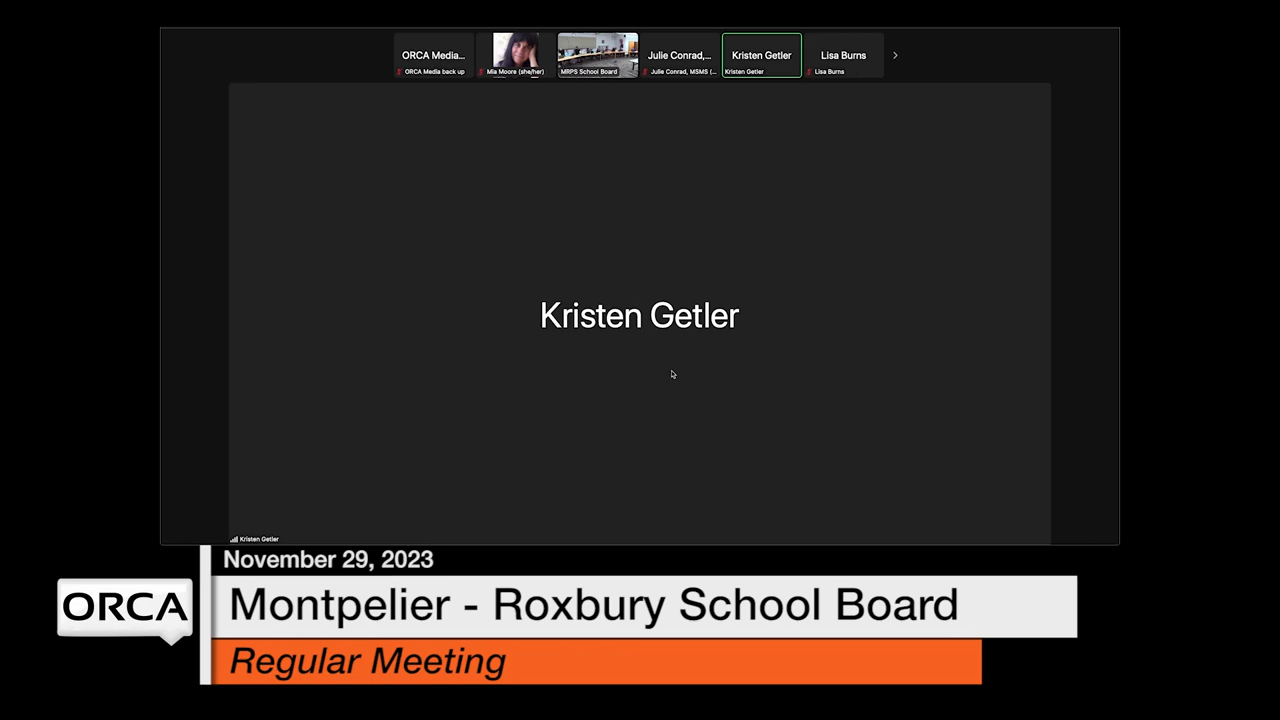 ORCA Media...
ORCA Media back up
Mia Moore (she/her)
MRPS School Board
Julie Conrad,...
Julie Conrad, MSMS (...
Kristen Getler
Kristen Getler
Lisa Burns
Lisa Burns
Kristen Getler
Kristen Getler
November 29, 2023
ORCA
Montpelier - Roxbury School Board
Regular Meeting